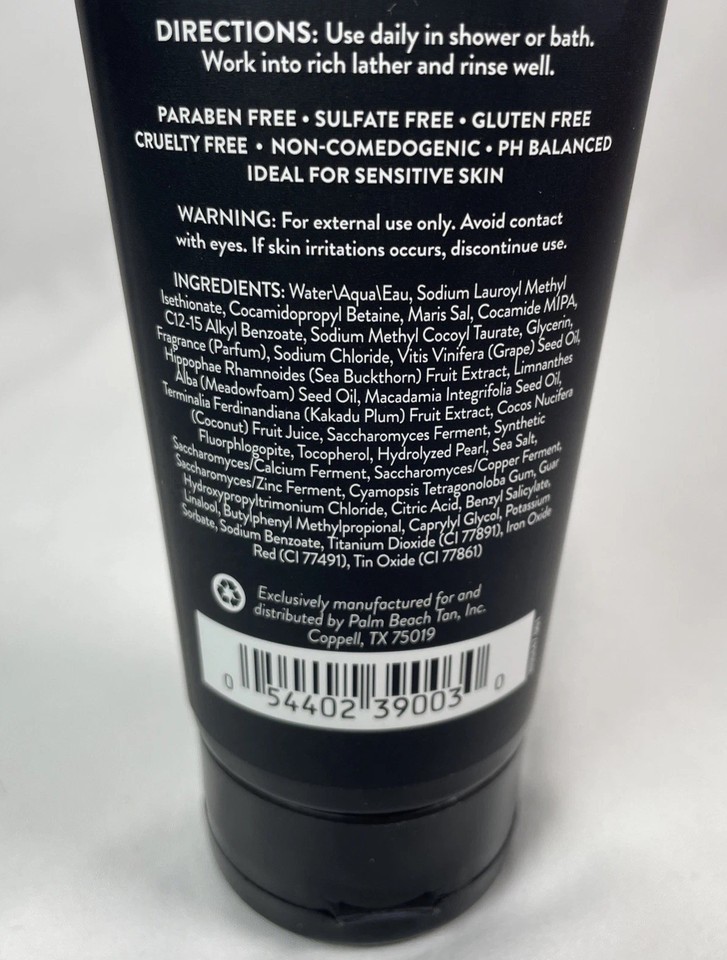 DIRECTIONS: Use daily in shower or bath.
Work into rich lather and rinse well.
PARABEN FREE • SULFATE FREE • GLUTEN FREE
CRUELTY FREE • NON-COMEDOGENIC • PH BALANCED
IDEAL FOR SENSITIVE SKIN
WARNING: For external use only. Avoid contact
with eyes. If skin irritations occurs, discontinue use.
INGREDIENTS: Water\Aqua\Eau, Sodium Lauroyl Methyl
Isethionate, Cocamidopropyl Betaine, Maris Sal, Cocamide MIPA,
C12-15 Alkyl Benzoate, Sodium Methyl Cocoyl Taurate, Glycerin,
Fragrance (Parfum), Sodium Chloride, Vitis Vinifera (Grape) Seed Oil,
Hippophae Rhamnoides (Sea Buckthorn) Fruit Extract, Limnanthes
Alba (Meadowfoam) Seed Oil, Macadamia Integrifolia Seed Oil,
Terminalia Ferdinandiana (Kakadu Plum) Fruit Extract, Cocos Nucifera
(Coconut) Fruit Juice, Saccharomyces Ferment, Synthetic
Fluorphlogopite, Tocopherol, Hydrolyzed Pearl, Sea Salt,
Saccharomyces/Calcium Ferment, Saccharomyces/Copper Ferment,
Saccharomyces/Zinc Ferment, Cyamopsis Tetragonoloba Gum, Guar
Hydroxypropyltrimonium Chloride, Citric Acid, Benzyl Salicylate,
Linalool, Butylphenyl Methylpropional, Caprylyl Glycol, Potassium
Sorbate, Sodium Benzoate, Titanium Dioxide (CI 77891), Iron Oxide
Red (CI 77491), Tin Oxide (CI 77861)
Exclusively manufactured for and
distributed by Palm Beach Tan, Inc.
Coppell, TX 75019
0 54402 39003 0